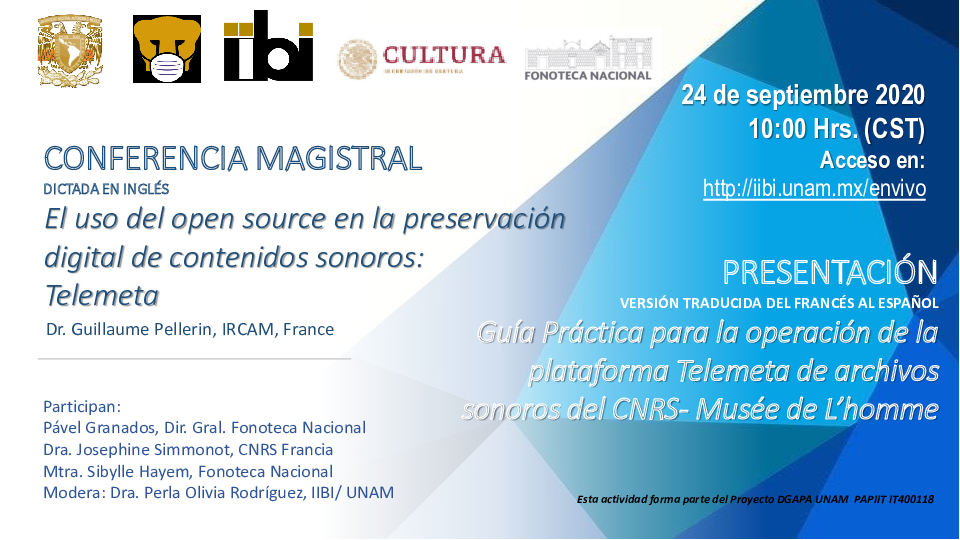 iibi
CULTURA
FONOTECA NACIONAL
24 de septiembre 2020
10:00 Hrs. (CST)
Acceso en:
http://iibi.unam.mx/envivo
CONFERENCIA MAGISTRAL
DICTADA EN INGLÉS
El uso del open source en la preservación
digital de contenidos sonoros:
Telemeta
Dr. Guillaume Pellerin, IRCAM, France
PRESENTACIÓN
VERSIÓN TRADUCIDA DEL FRANCÉS AL ESPAÑOL
Guía Práctica para la operación de la
plataforma Telemeta de archivos
sonoros del CNRS- Musée de L’homme
Participan:
Pável Granados, Dir. Gral. Fonoteca Nacional
Dra. Josephine Simmonot, CNRS Francia
Mtra. Sibylle Hayem, Fonoteca Nacional
Modera: Dra. Perla Olivia Rodríguez, IIBI/ UNAM
Esta actividad forma parte del Proyecto DGAPA UNAM PAPIIT IT400118